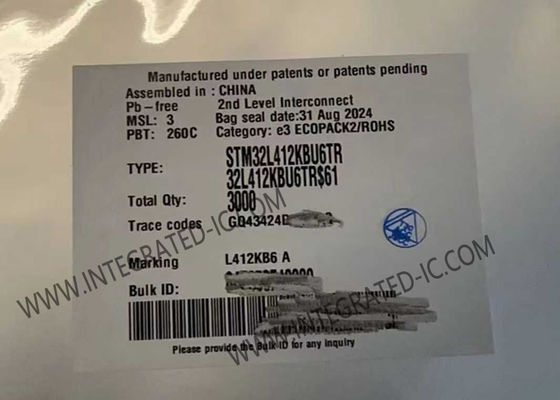 Manufactured under patents or patents pending
Assembled in : CHINA
Pb-free 2nd Level Interconnect
MSL: 3 Bag seal date:31 Aug 2024
PBT: 260C Category: e3 ECOPACK2/ROHS
TYPE: STM32L412KBU6TR
32L412KBU6TR$61
Total Qty: 3000
Trace codes GD43424B
Marking L412KB6 A
Bulk ID:
Please provide the Bulk ID for any inquiry
WWW.INTEGRATED-IC.COM
WWW.INTEGRATED-IC.COM